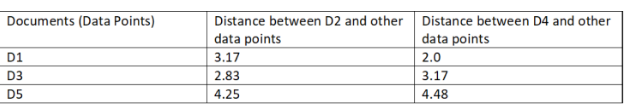 Documents (Data Points) Distance between D2 and other Distance between D4 and other
data points data points
D1 3.17 2.0
D3 2.83 3.17
D5 4.25 4.48